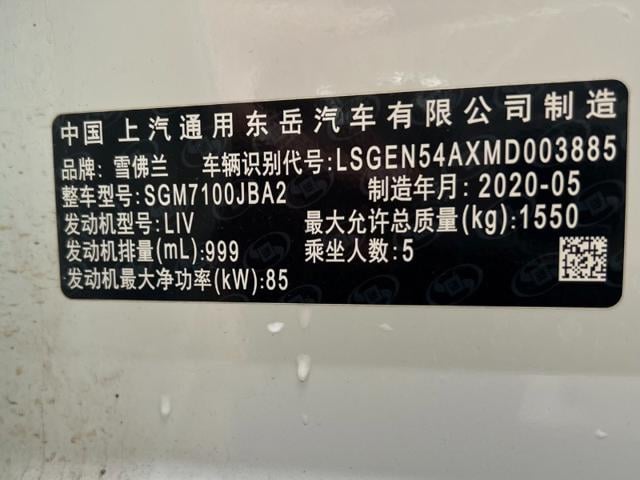 中国 上汽通用东岳汽车有限公司制造
品牌:雪佛兰 车辆识别代号:LSGEN54AXMD003885
整车型号:SGM7100JBA2 制造年月:2020-05
发动机型号:LIV 最大允许总质量(kg):1550
发动机排量(mL):999 乘坐人数:5
发动机最大净功率(kW):85